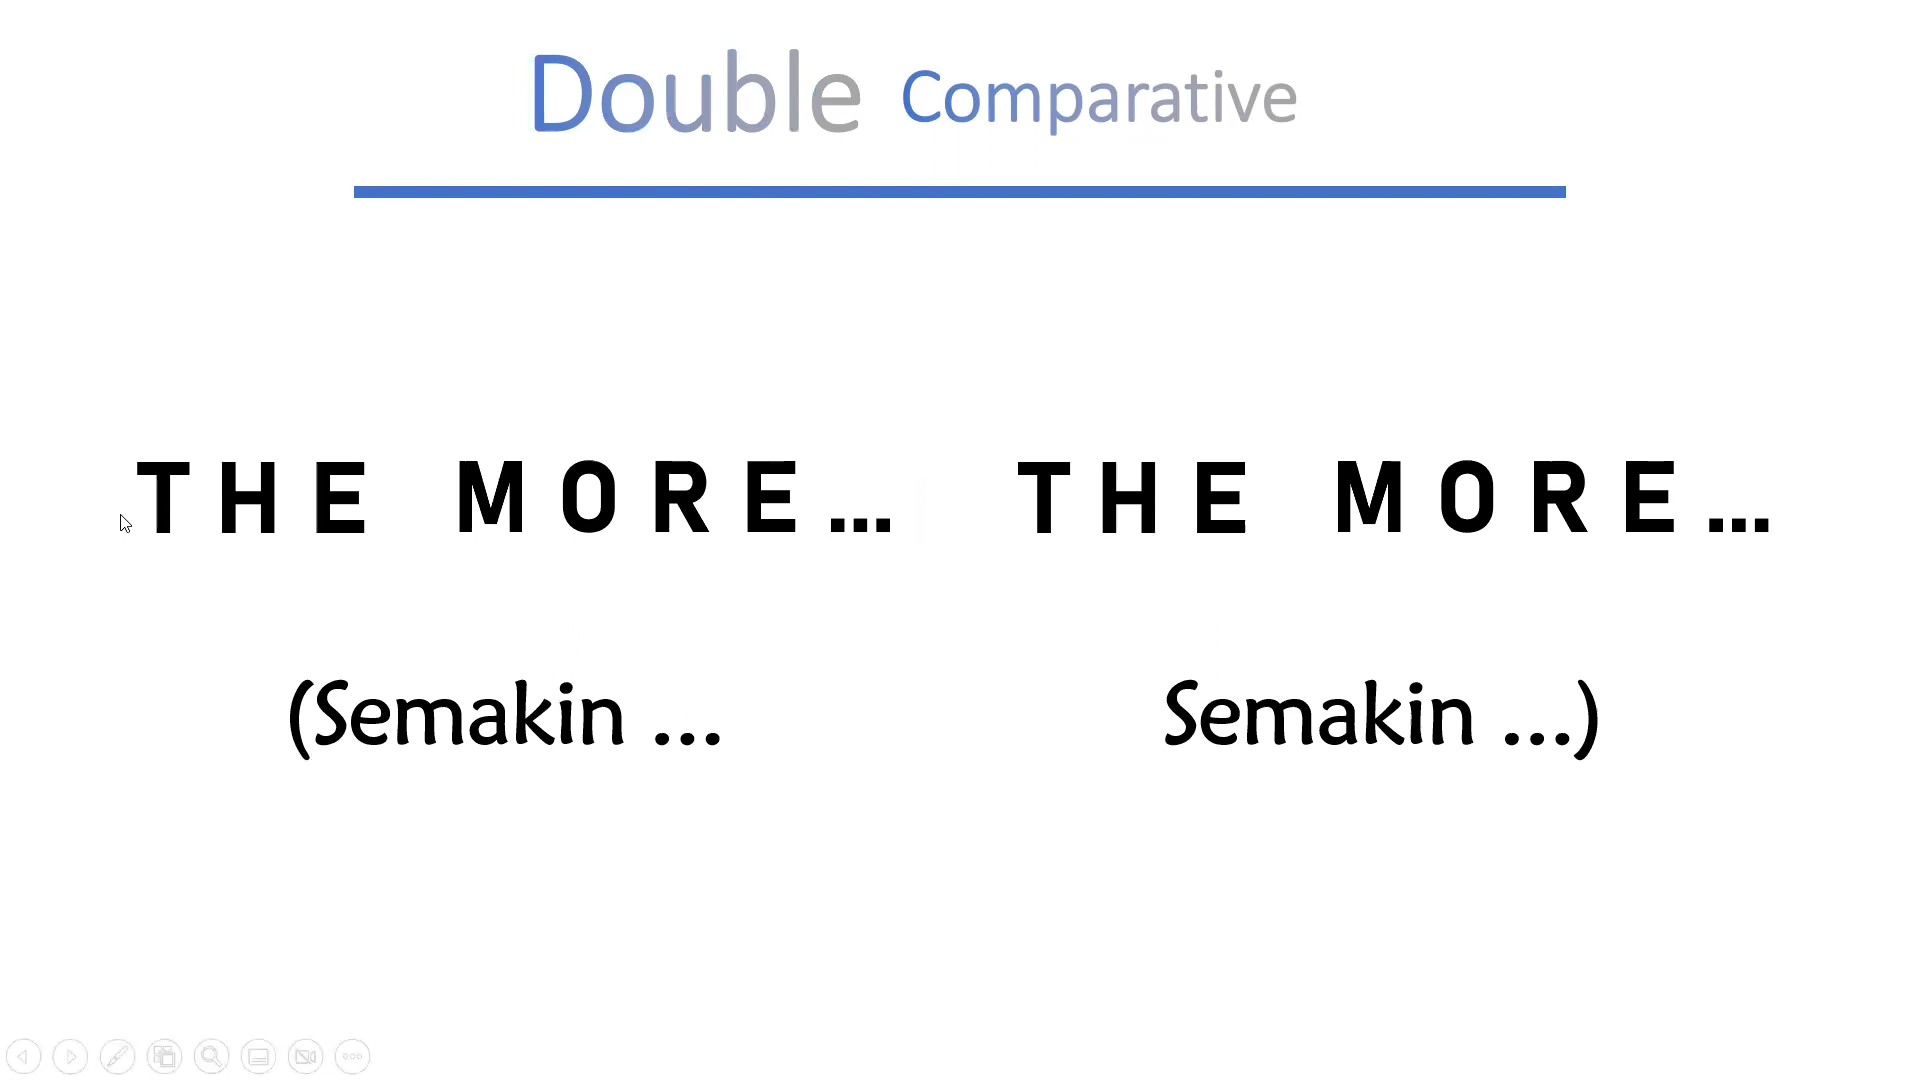 Double Comparative
THE MORE... THE MORE...
(Semakin ... Semakin ...)